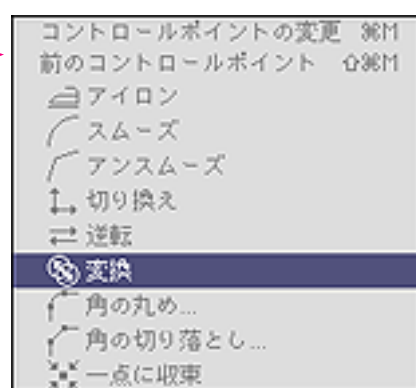 コントロールポイントの変更 ⌘M
前のコントロールポイント ⇧⌘M
アイロン
スムーズ
アンスムーズ
切り換え
逆転
変換
角の丸め...
角の切り落とし...
一点に収束